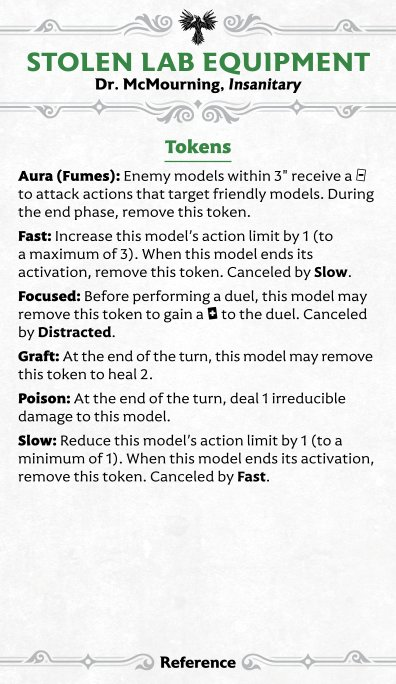 STOLEN LAB EQUIPMENT
Dr. McMourning, Insanitary
Tokens
Aura (Fumes): Enemy models within 3" receive a
to attack actions that target friendly models. During
the end phase, remove this token.
Fast: Increase this model's action limit by 1 (to
a maximum of 3). When this model ends its
activation, remove this token. Canceled by Slow.
Focused: Before performing a duel, this model may
remove this token to gain a to the duel. Canceled
by Distracted.
Graft: At the end of the turn, this model may remove
this token to heal 2.
Poison: At the end of the turn, deal 1 irreducible
damage to this model.
Slow: Reduce this model's action limit by 1 (to a
minimum of 1). When this model ends its activation,
remove this token. Canceled by Fast.
Reference